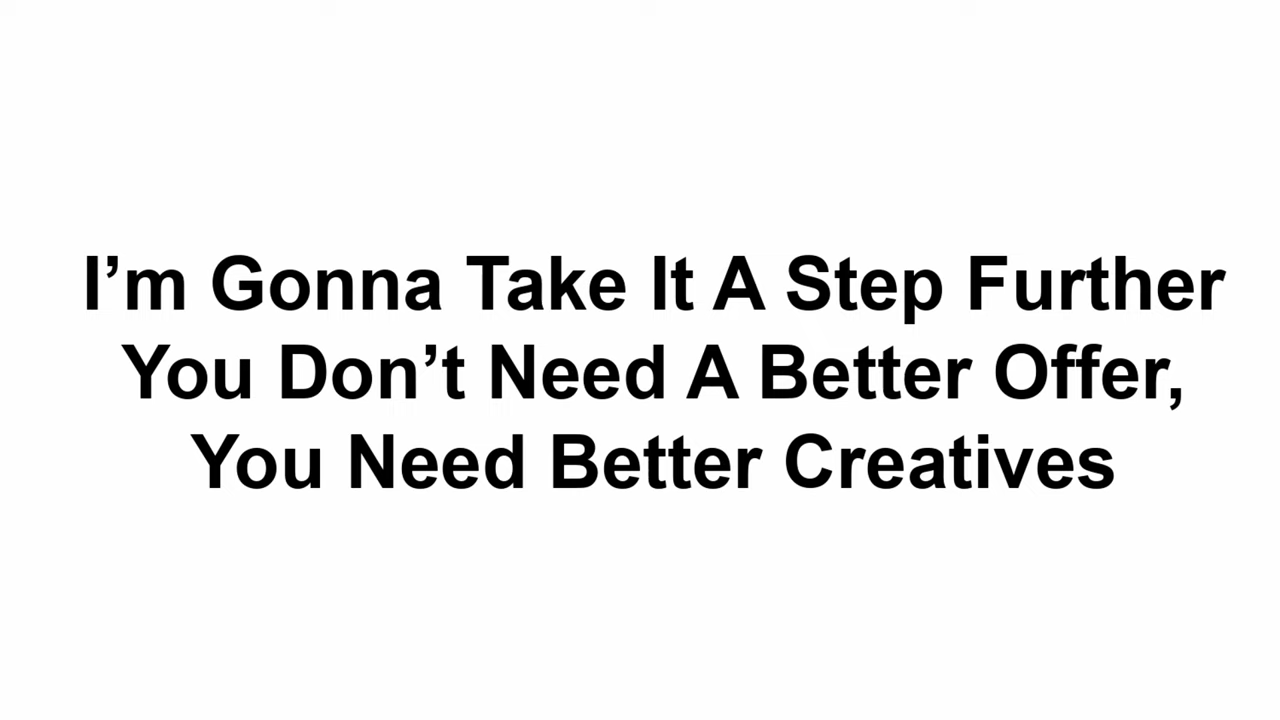 I’m Gonna Take It A Step Further
You Don’t Need A Better Offer,
You Need Better Creatives